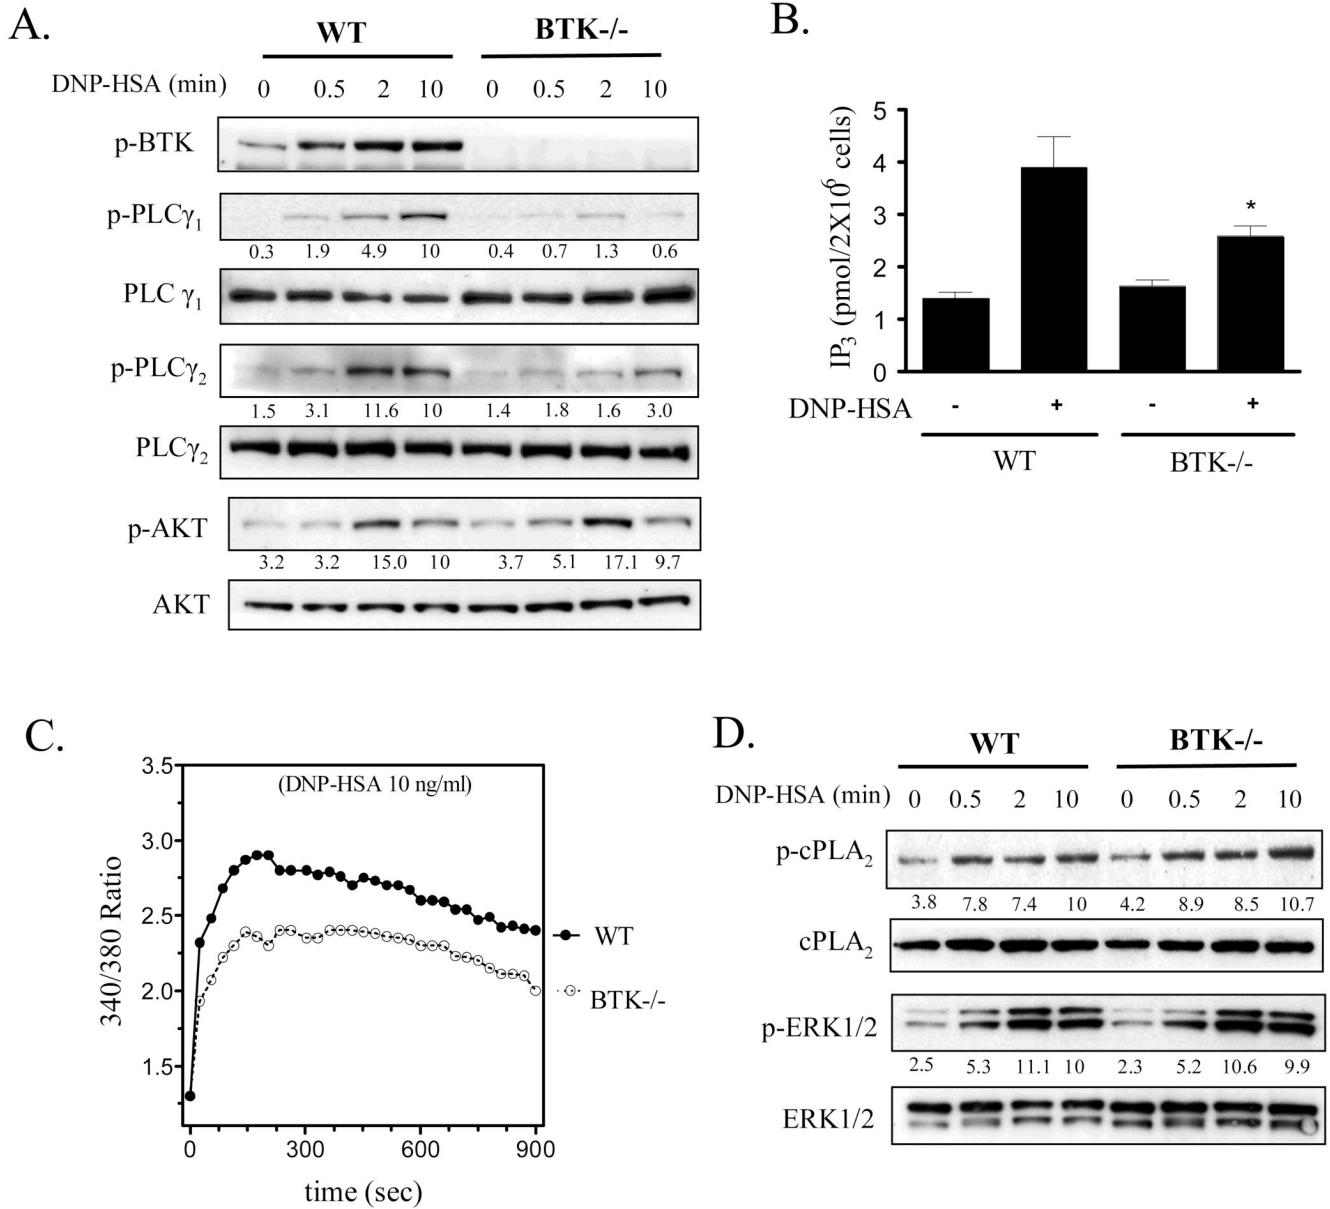 A.
WT BTK-/-
DNP-HSA (min) 0 0.5 2 10 0 0.5 2 10
p-BTK
p-PLCγ1
0.3 1.9 4.9 10 0.4 0.7 1.3 0.6
PLC γ1
p-PLCγ2
1.5 3.1 11.6 10 1.4 1.8 1.6 3.0
PLCγ2
p-AKT
3.2 3.2 15.0 10 3.7 5.1 17.1 9.7
AKT
B.
IP3 (pmol/2X10^6 cells)
5
4
3
2
1
0
*
DNP-HSA - + - +
WT BTK-/-
C.
(DNP-HSA 10 ng/ml)
340/380 Ratio
3.5
3.0
2.5
2.0
1.5
0 300 600 900
time (sec)
WT
BTK-/-
D.
WT BTK-/-
DNP-HSA (min) 0 0.5 2 10 0 0.5 2 10
p-cPLA2
3.8 7.8 7.4 10 4.2 8.9 8.5 10.7
cPLA2
p-ERK1/2
2.5 5.3 11.1 10 2.3 5.2 10.6 9.9
ERK1/2